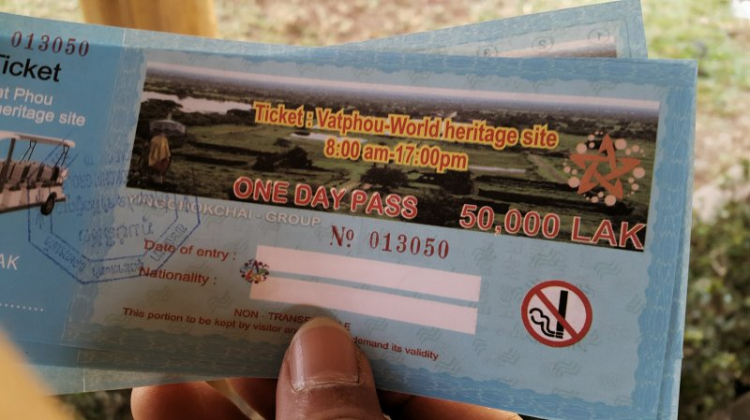 013050
Ticket
at Phou
heritage site
AK
Ticket : Vatphou-World.heritage site
8:00 am-17:00pm
ONE DAY PASS
50,000 LAK
CHOKCHAI - GROUP
№ 013050
Date of entry :
Nationality :
NON -
This portion to be kept by visitor
demand its validity